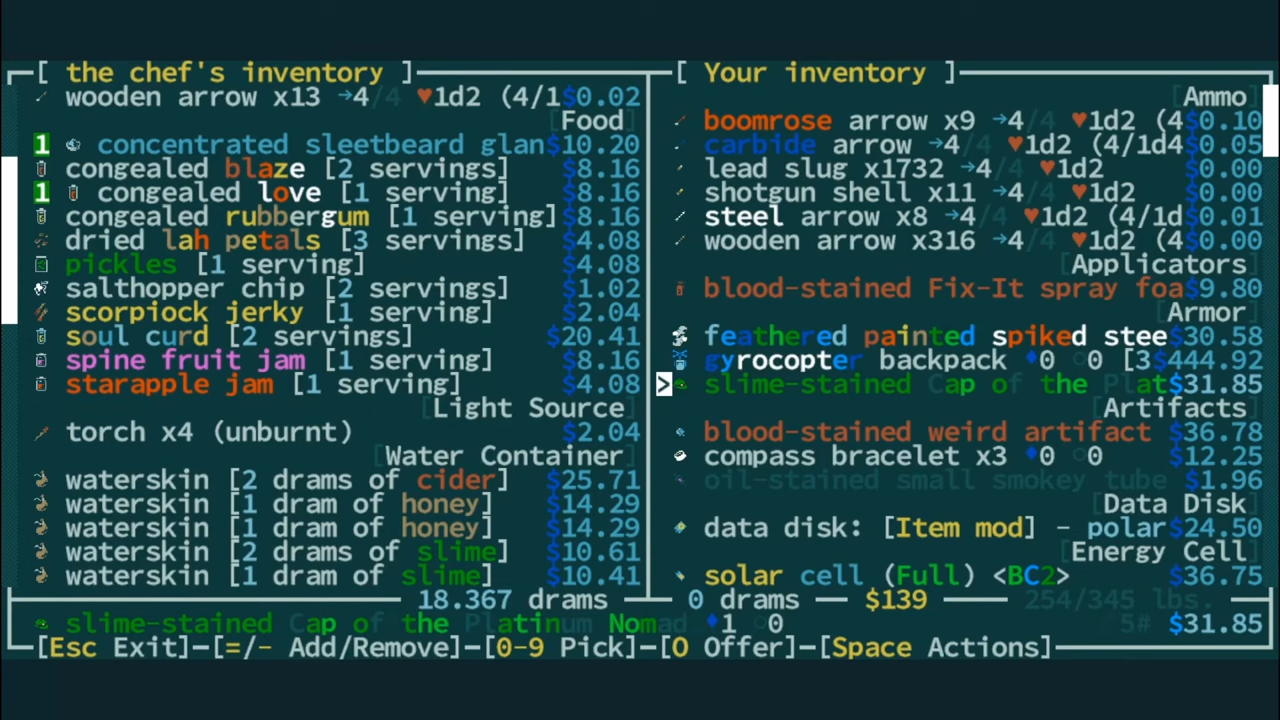 [ the chef's inventory ]
wooden arrow x13 →4/4 ♥1d2 (4/1$0.02
[Food]
1 concentrated sleetbeard glan$10.20
congealed blaze [2 servings] $8.16
1 congealed love [1 serving] $8.16
congealed rubbergum [1 serving] $8.16
dried lah petals [3 servings] $4.08
pickles [1 serving] $4.08
salthopper chip [2 servings] $1.02
scorpiock jerky [1 serving] $2.04
soul curd [2 servings] $20.41
spine fruit jam [1 serving] $8.16
starapple jam [1 serving] $4.08
[Light Source]
torch x4 (unburnt) $2.04
[Water Container]
waterskin [2 drams of cider] $25.71
waterskin [1 dram of honey] $14.29
waterskin [1 dram of honey] $14.29
waterskin [2 drams of slime] $10.61
waterskin [1 dram of slime] $10.41
[ Your inventory ]
[Ammo]
boomrose arrow x9 →4/4 ♥1d2 (4$0.10
carbide arrow →4/4 ♥1d2 (4/1d4$0.05
lead slug x1732 →4/4 ♥1d2 $0.00
shotgun shell x11 →4/4 ♥1d2 $0.00
steel arrow x8 →4/4 ♥1d2 (4/1d$0.01
wooden arrow x316 →4/4 ♥1d2 (4$0.00
[Applicators]
blood-stained Fix-It spray foa$9.80
[Armor]
feathered painted spiked stee$30.58
gyrocopter backpack ♦0 ○0 [3$444.92
> slime-stained Cap of the Plat$31.85
[Artifacts]
blood-stained weird artifact $36.78
compass bracelet x3 ♦0 ○0 $12.25
oil-stained small smokey tube $1.96
[Data Disk]
data disk: [Item mod] - polar$24.50
[Energy Cell]
solar cell (Full) <BC2> $36.75
18.367 drams 0 drams $139 254/345 lbs.
slime-stained Cap of the Platinum Nomad ♦1 ○0 5# $31.85
[Esc Exit]-[=/- Add/Remove]-[0-9 Pick]-[O Offer]-[Space Actions]